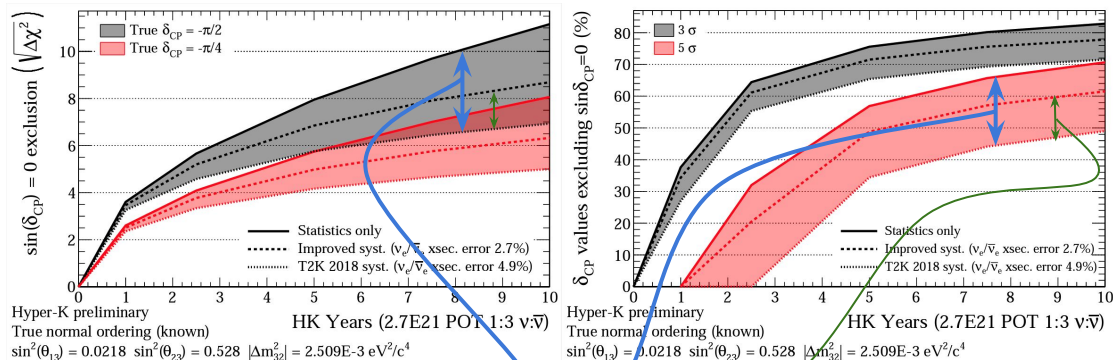 sin(δCP) = 0 exclusion (√Δχ²)
10
8
6
4
2
0
True δCP = -π/2
True δCP = -π/4
Statistics only
Improved syst. (νe/ν̅e xsec. error 2.7%)
T2K 2018 syst. (νe/ν̅e xsec. error 4.9%)
0 1 2 3 4 5 6 7 8 9 10
HK Years (2.7E21 POT 1:3 ν:ν̅)
Hyper-K preliminary
True normal ordering (known)
sin²(θ13) = 0.0218 sin²(θ23) = 0.528 |Δm²32| = 2.509E-3 eV²/c⁴
δCP values excluding sinδCP=0 (%)
80
70
60
50
40
30
20
10
0
3 σ
5 σ
Statistics only
Improved syst. (νe/ν̅e xsec. error 2.7%)
T2K 2018 syst. (νe/ν̅e xsec. error 4.9%)
0 1 2 3 4 5 6 7 8 9 10
HK Years (2.7E21 POT 1:3 ν:ν̅)
Hyper-K preliminary
True normal ordering (known)
sin²(θ13) = 0.0218 sin²(θ23) = 0.528 |Δm²32| = 2.509E-3 eV²/c⁴